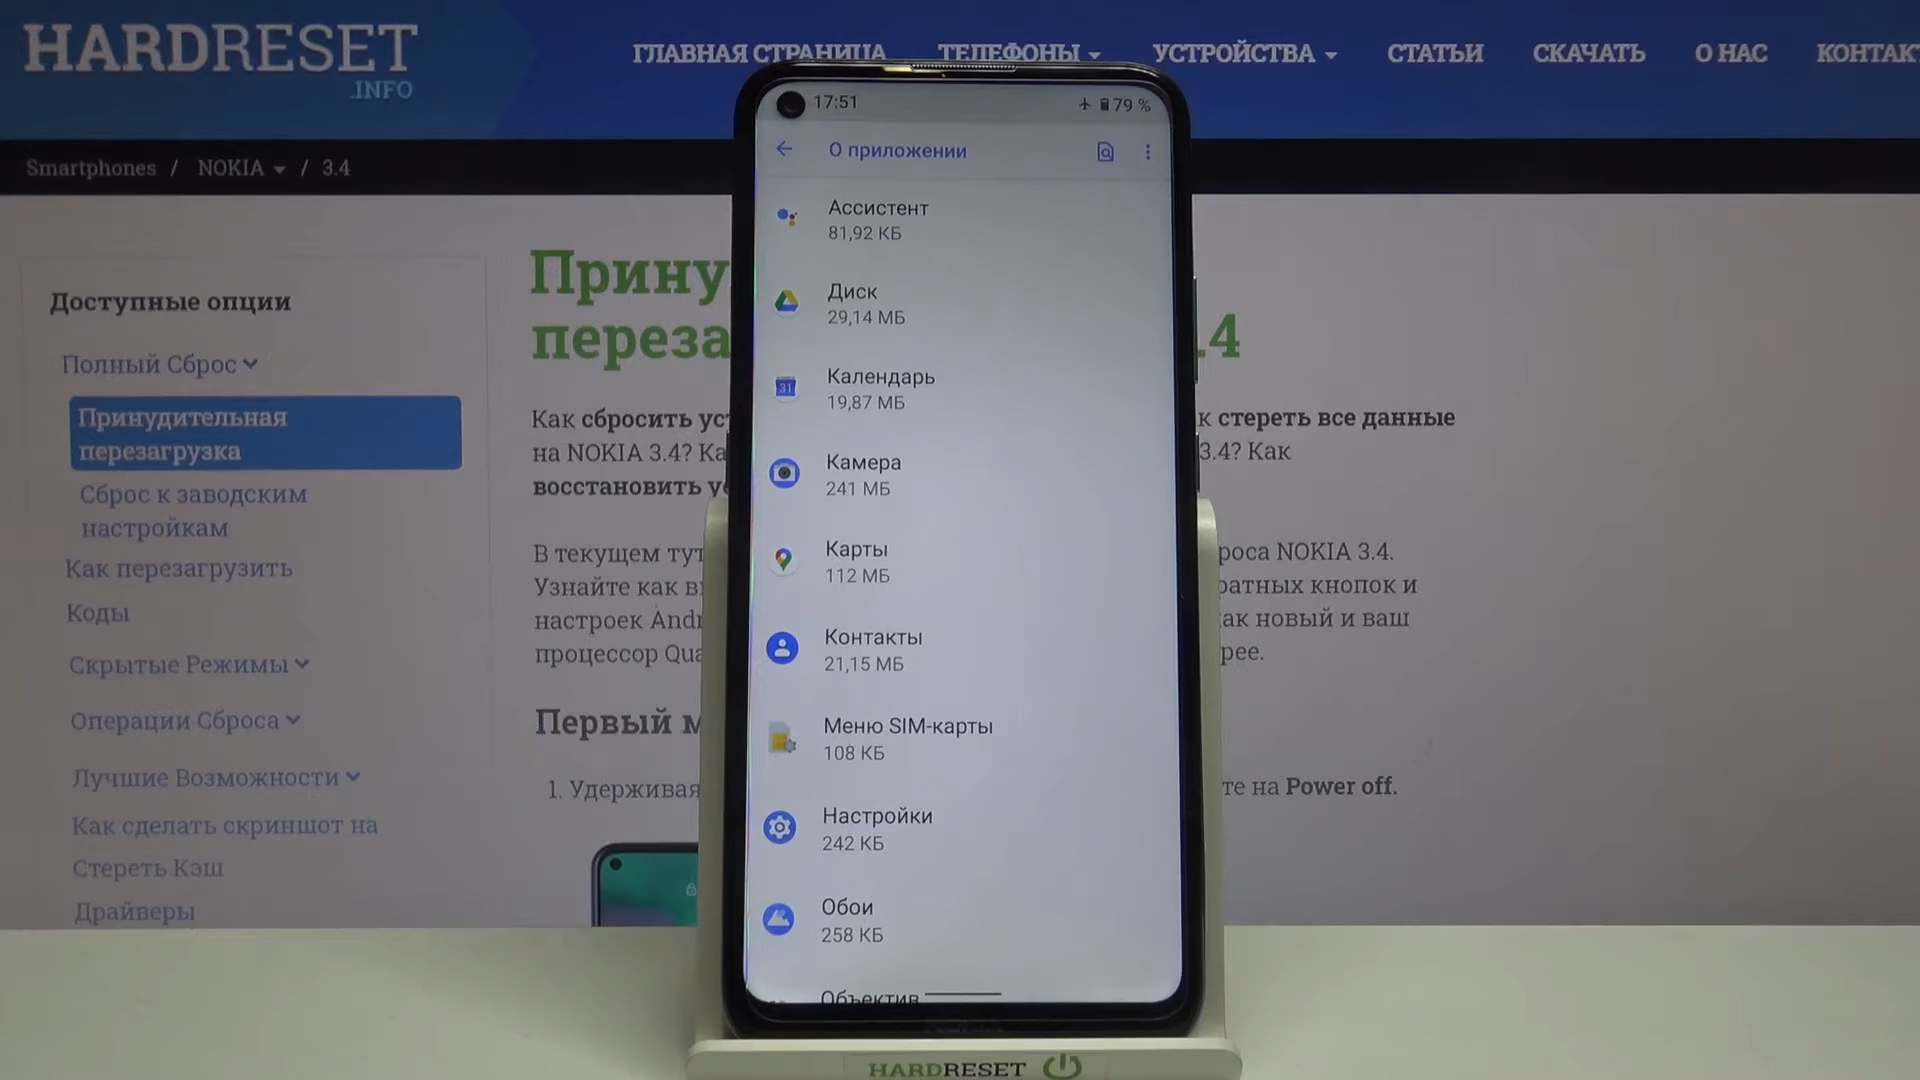 HARDRESET
.INFO
ГЛАВНАЯ СТРАНИЦА ТЕЛЕФОНЫ УСТРОЙСТВА СТАТЬИ СКАЧАТЬ О НАС
Smartphones / NOKIA / 3.4
Доступные опции
Полный Сброс
Принудительная
перезагрузка
Сброс к заводским
настройкам
Как перезагрузить
Коды
Скрытые Режимы
Операции Сброса
Лучшие Возможности
Как сделать скриншот на
Стереть Кэш
Драйверы
Прину
переза .4
Как сбросить ус к стереть все данные
на NOKIA 3.4? Ка 3.4? Как
восстановить у
В текущем тут роса NOKIA 3.4.
Узнайте как в ратных кнопок и
настроек And ак новый и ваш
процессор Qua рее.
Первый м
1. Удерживая те на Power off.
17:51 79 %
О приложении
Ассистент
81,92 КБ
Диск
29,14 МБ
31
Календарь
19,87 МБ
Камера
241 МБ
Карты
112 МБ
Контакты
21,15 МБ
Меню SIM-карты
108 КБ
Настройки
242 КБ
Обои
258 КБ
Объектив
HARDRESET